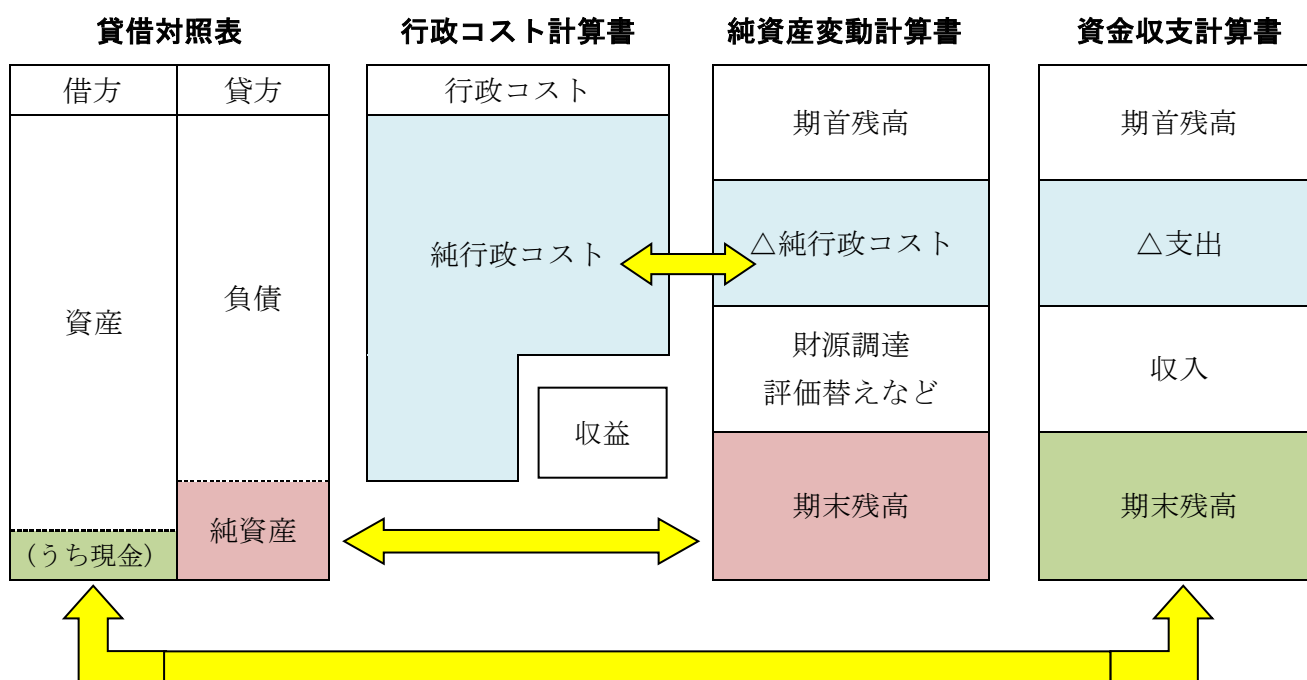 貸借対照表
行政コスト計算書
純資産変動計算書
資金収支計算書
借方
貸方
資産
負債
(うち現金)
純資産
行政コスト
純行政コスト
収益
期首残高
△純行政コスト
財源調達
評価替えなど
期末残高
期首残高
△支出
収入
期末残高